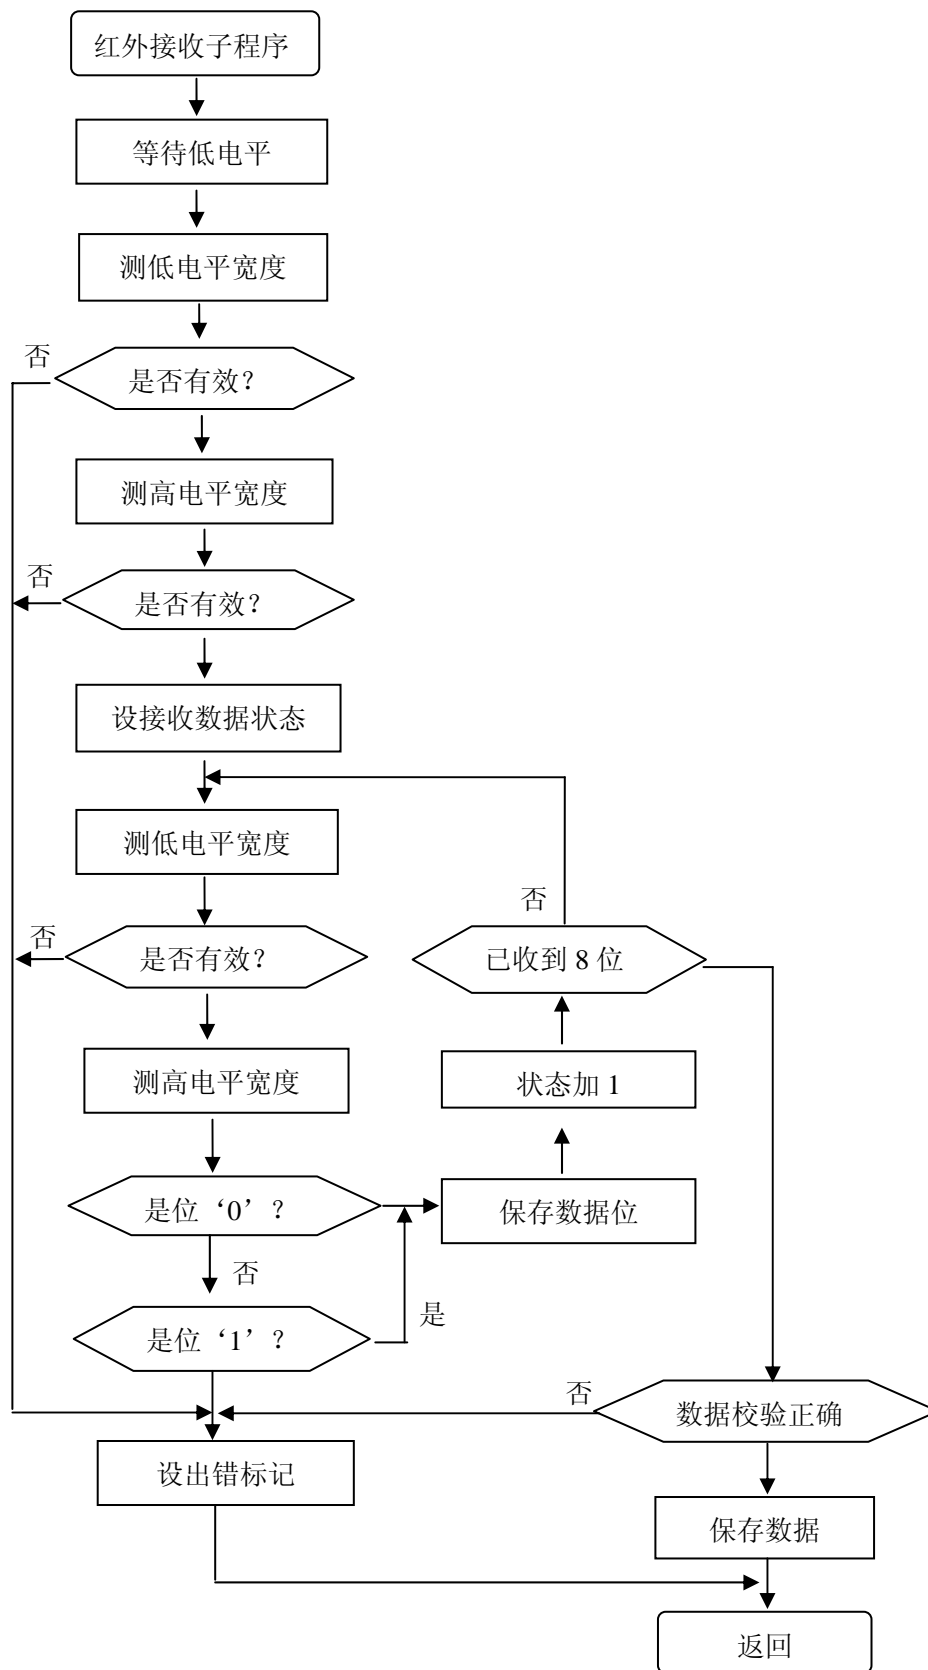 红外接收子程序
等待低电平
测低电平宽度
否
是否有效？
测高电平宽度
否
是否有效？
设接收数据状态
测低电平宽度
否
否
是否有效？
已收到 8 位
测高电平宽度
状态加 1
是位‘0’？
保存数据位
否
是
是位‘1’？
否
数据校验正确
设出错标记
保存数据
返回